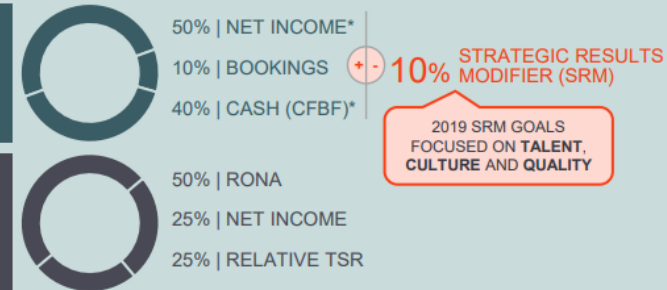 50% | NET INCOME*
10% | BOOKINGS
40% | CASH (CFBF)*
+ -
10% STRATEGIC RESULTS
MODIFIER (SRM)
2019 SRM GOALS
FOCUSED ON TALENT,
CULTURE AND QUALITY
50% | RONA
25% | NET INCOME
25% | RELATIVE TSR